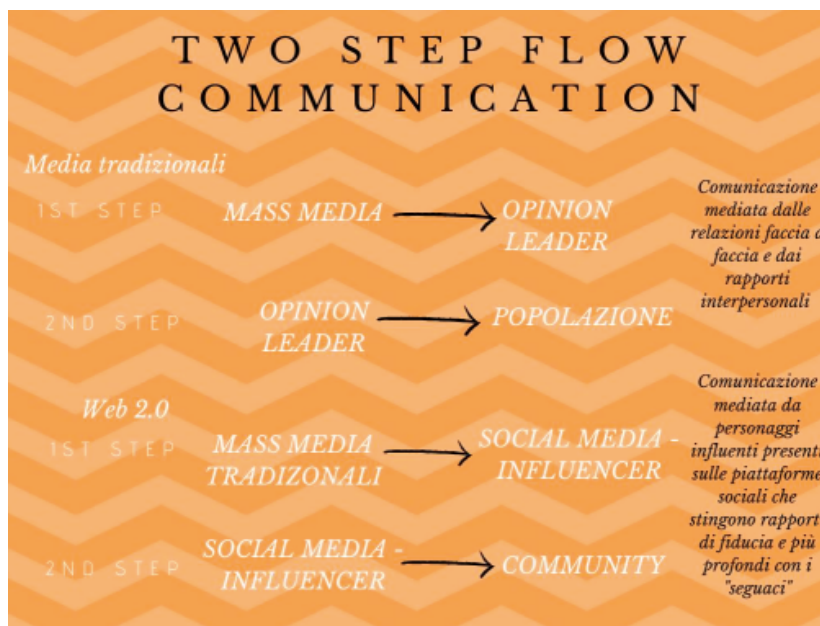 TWO STEP FLOW
COMMUNICATION
Media tradizionali
1ST STEP
MASS MEDIA
OPINION
LEADER
Comunicazione
mediata dalle
relazioni faccia a
faccia e dai
rapporti
interpersonali
2ND STEP
OPINION
LEADER
POPOLAZIONE
Web 2.0
1ST STEP
MASS MEDIA
TRADIZONALI
SOCIAL MEDIA -
INFLUENCER
Comunicazione
mediata da
personaggi
influenti presenti
sulle piattaforme
sociali che
stingono rapporti
di fiducia e più
profondi con i
"seguaci"
2ND STEP
SOCIAL MEDIA -
INFLUENCER
COMMUNITY